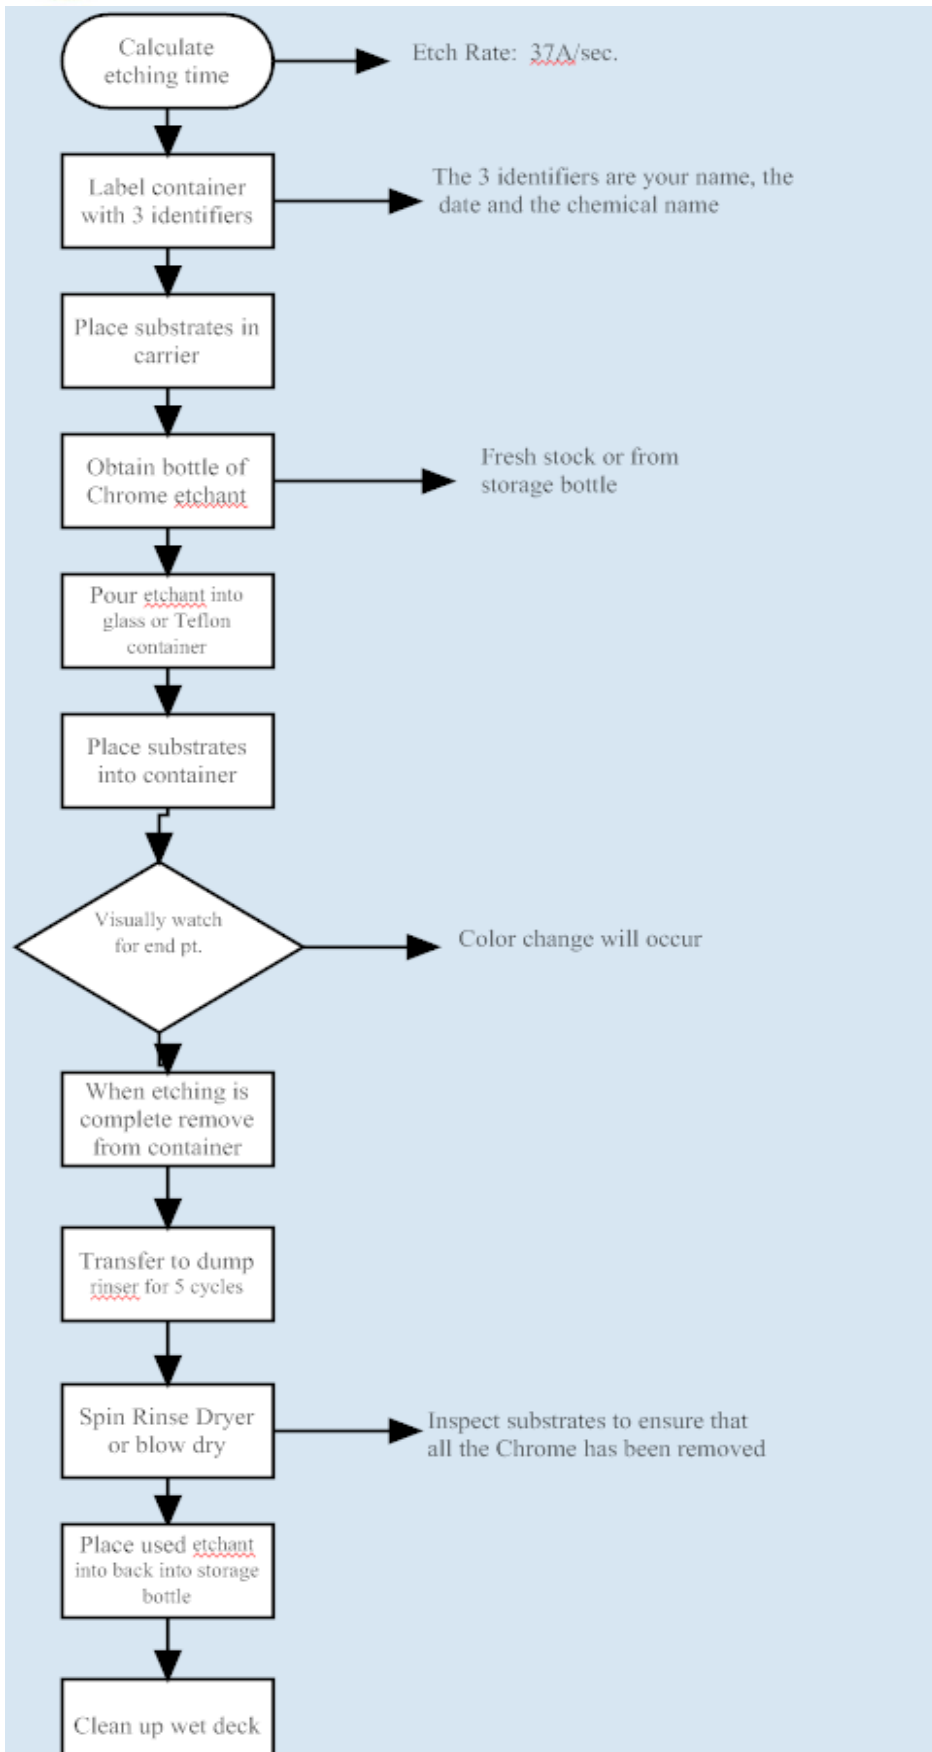 Calculate
etching time
Etch Rate:  37A/sec.
Label container
with 3 identifiers
The 3 identifiers are your name, the
date and the chemical name
Place substrates in
carrier
Obtain bottle of
Chrome etchant
Fresh stock or from
storage bottle
Pour etchant into
glass or Teflon
container
Place substrates
into container
Visually watch
for end pt.
Color change will occur
When etching is
complete remove
from container
Transfer to dump
rinser for 5 cycles
Spin Rinse Dryer
or blow dry
Inspect substrates to ensure that
all the Chrome has been removed
Place used etchant
into back into storage
bottle
Clean up wet deck